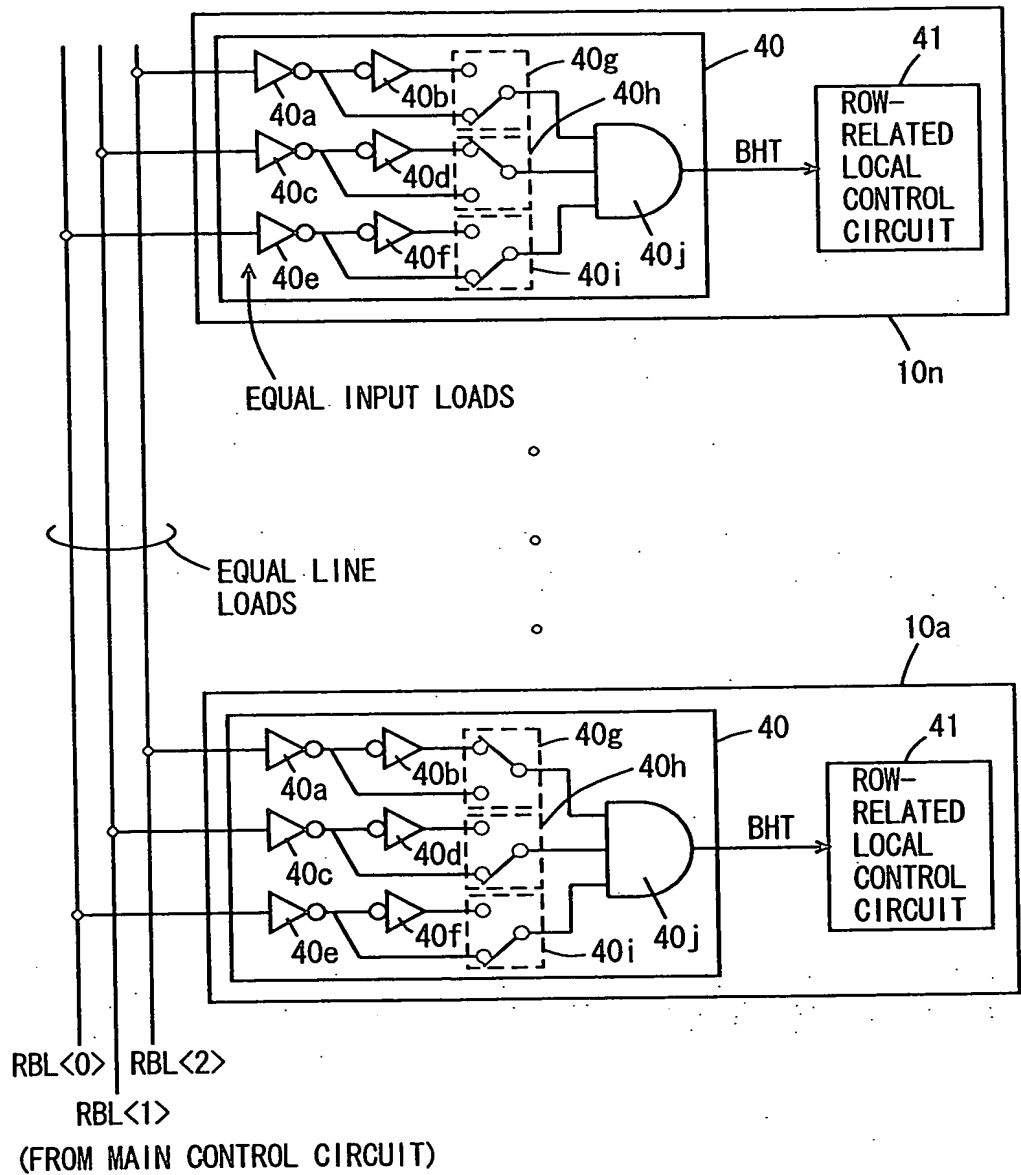 40
41
40g
40h
40a
40b
40c
40d
40e
40f
40i
40j
BHT
ROW-
RELATED
LOCAL
CONTROL
CIRCUIT
10n
EQUAL INPUT LOADS
EQUAL LINE
LOADS
10a
40
41
40g
40h
40a
40b
40c
40d
40e
40f
40i
40j
BHT
ROW-
RELATED
LOCAL
CONTROL
CIRCUIT
RBL<0>
RBL<2>
RBL<1>
(FROM MAIN CONTROL CIRCUIT)